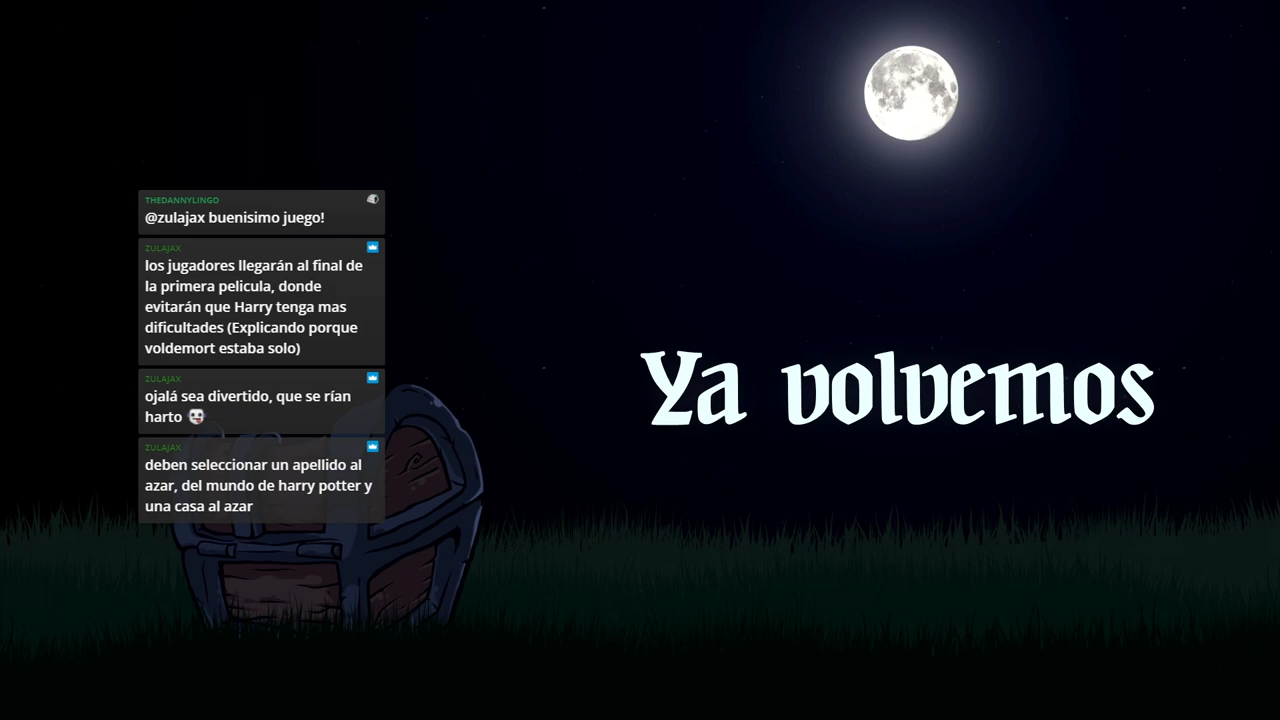 THEDANNYLINGO
@zulajax buenisimo juego!
ZULAJAX
los jugadores llegarán al final de
la primera pelicula, donde
evitarán que Harry tenga mas
dificultades (Explicando porque
voldemort estaba solo)
ZULAJAX
ojalá sea divertido, que se rían
harto
ZULAJAX
deben seleccionar un apellido al
azar, del mundo de harry potter y
una casa al azar
Ya volvemos